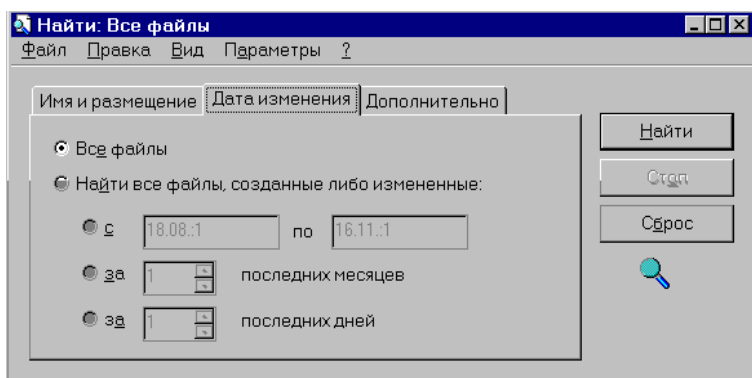 Найти: Все файлы
Файл Правка Вид Параметры ?
Имя и размещение Дата изменения Дополнительно
Найти
Все файлы
Стоп
Найти все файлы, созданные либо измененные:
с 18.08.:1 по 16.11.:1
Сброс
за 1 последних месяцев
за 1 последних дней